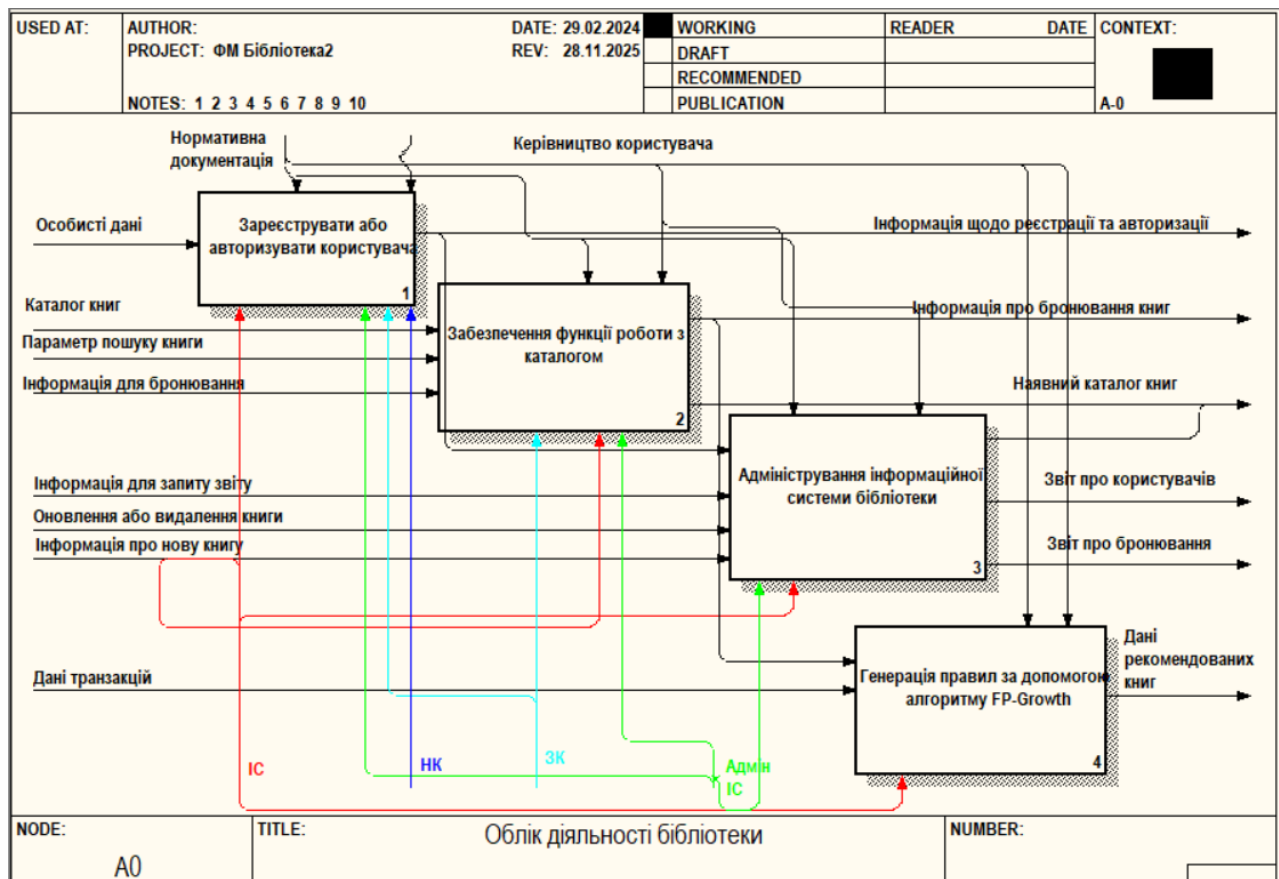 USED AT:
AUTHOR:
DATE: 29.02.2024
WORKING
READER
DATE
CONTEXT:
PROJECT: ФМ Бібліотека2
REV: 28.11.2025
DRAFT
RECOMMENDED
NOTES: 1 2 3 4 5 6 7 8 9 10
PUBLICATION
A-0
Нормативна
документація
Керівництво користувача
Особисті дані
Зареєструвати або
авторизувати користувача
1
Інформація щодо реєстрації та авторизації
Каталог книг
Параметр пошуку книги
Інформація для бронювання
Забезпечення функції роботи з
каталогом
2
Інформація про бронювання книг
Наявний каталог книг
Інформація для запиту звіту
Оновлення або видалення книги
Інформація про нову книгу
Адміністрування інформаційної
системи бібліотеки
3
Звіт про користувачів
Звіт про бронювання
Дані транзакцій
Генерація правил за допомогою
алгоритму FP-Growth
4
Дані
рекомендованих
книг
ІС
НК
ЗК
Адмін
ІС
NODE:
TITLE:
Облік діяльності бібліотеки
NUMBER:
A0